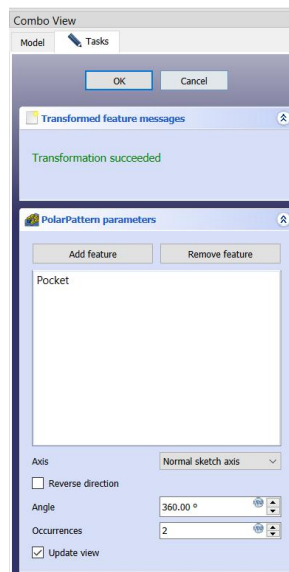 Combo View
Model Tasks
OK Cancel
Transformed feature messages
Transformation succeeded
PolarPattern parameters
Add feature Remove feature
Pocket
Axis Normal sketch axis
Reverse direction
Angle 360.00 °
Occurrences 2
Update view